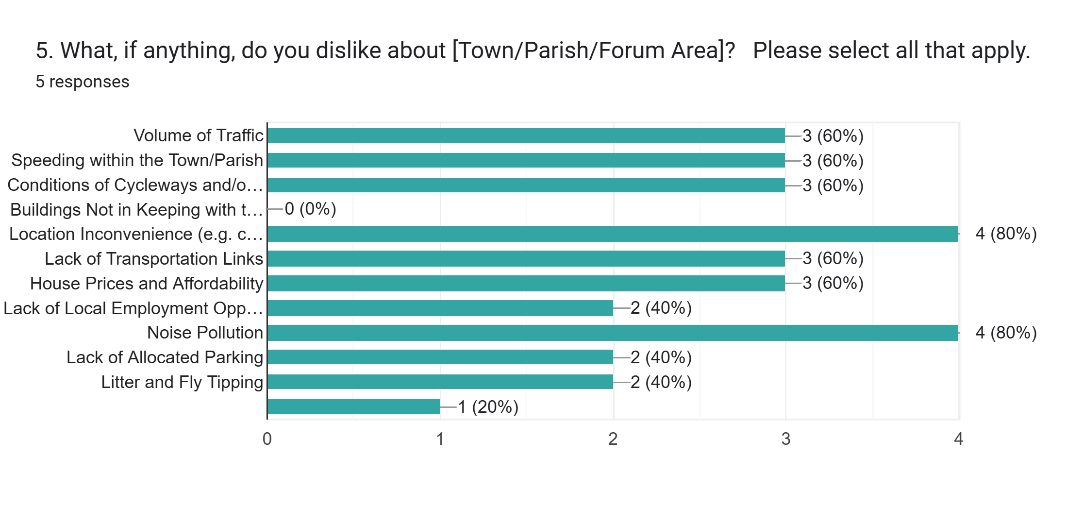 5. What, if anything, do you dislike about [Town/Parish/Forum Area]?   Please select all that apply.
5 responses
Volume of Traffic 3 (60%)
Speeding within the Town/Parish 3 (60%)
Conditions of Cycleways and/o... 3 (60%)
Buildings Not in Keeping with t... 0 (0%)
Location Inconvenience (e.g. c... 4 (80%)
Lack of Transportation Links 3 (60%)
House Prices and Affordability 3 (60%)
Lack of Local Employment Opp... 2 (40%)
Noise Pollution 4 (80%)
Lack of Allocated Parking 2 (40%)
Litter and Fly Tipping 2 (40%)
1 (20%)
0 1 2 3 4